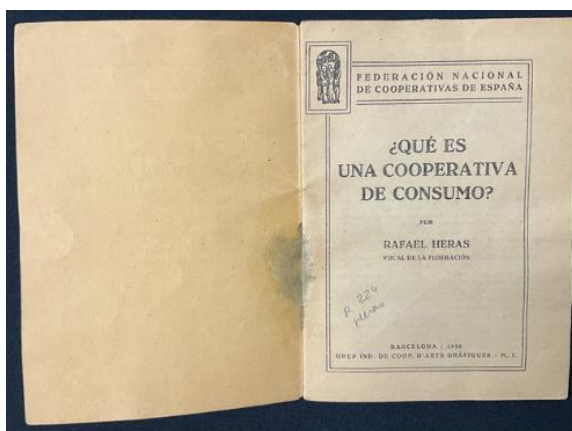 FEDERACIÓN NACIONAL
DE COOPERATIVAS DE ESPAÑA
¿QUÉ ES
UNA COOPERATIVA
DE CONSUMO?
POR
RAFAEL HERAS
VOCAL DE LA FEDERACIÓN
R 224
Heras
BARCELONA - 1936
GRUP IND. DE COOP. D'ARTS GRÀFIQUES - N. 1.